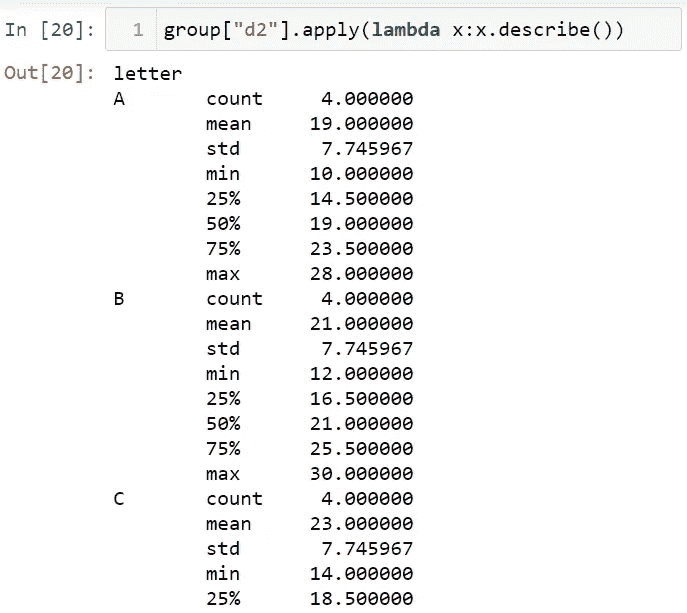 In [20]: 1 group["d2"].apply(lambda x:x.describe())
Out[20]: letter
A count 4.000000
mean 19.000000
std 7.745967
min 10.000000
25% 14.500000
50% 19.000000
75% 23.500000
max 28.000000
B count 4.000000
mean 21.000000
std 7.745967
min 12.000000
25% 16.500000
50% 21.000000
75% 25.500000
max 30.000000
C count 4.000000
mean 23.000000
std 7.745967
min 14.000000
25% 18.500000